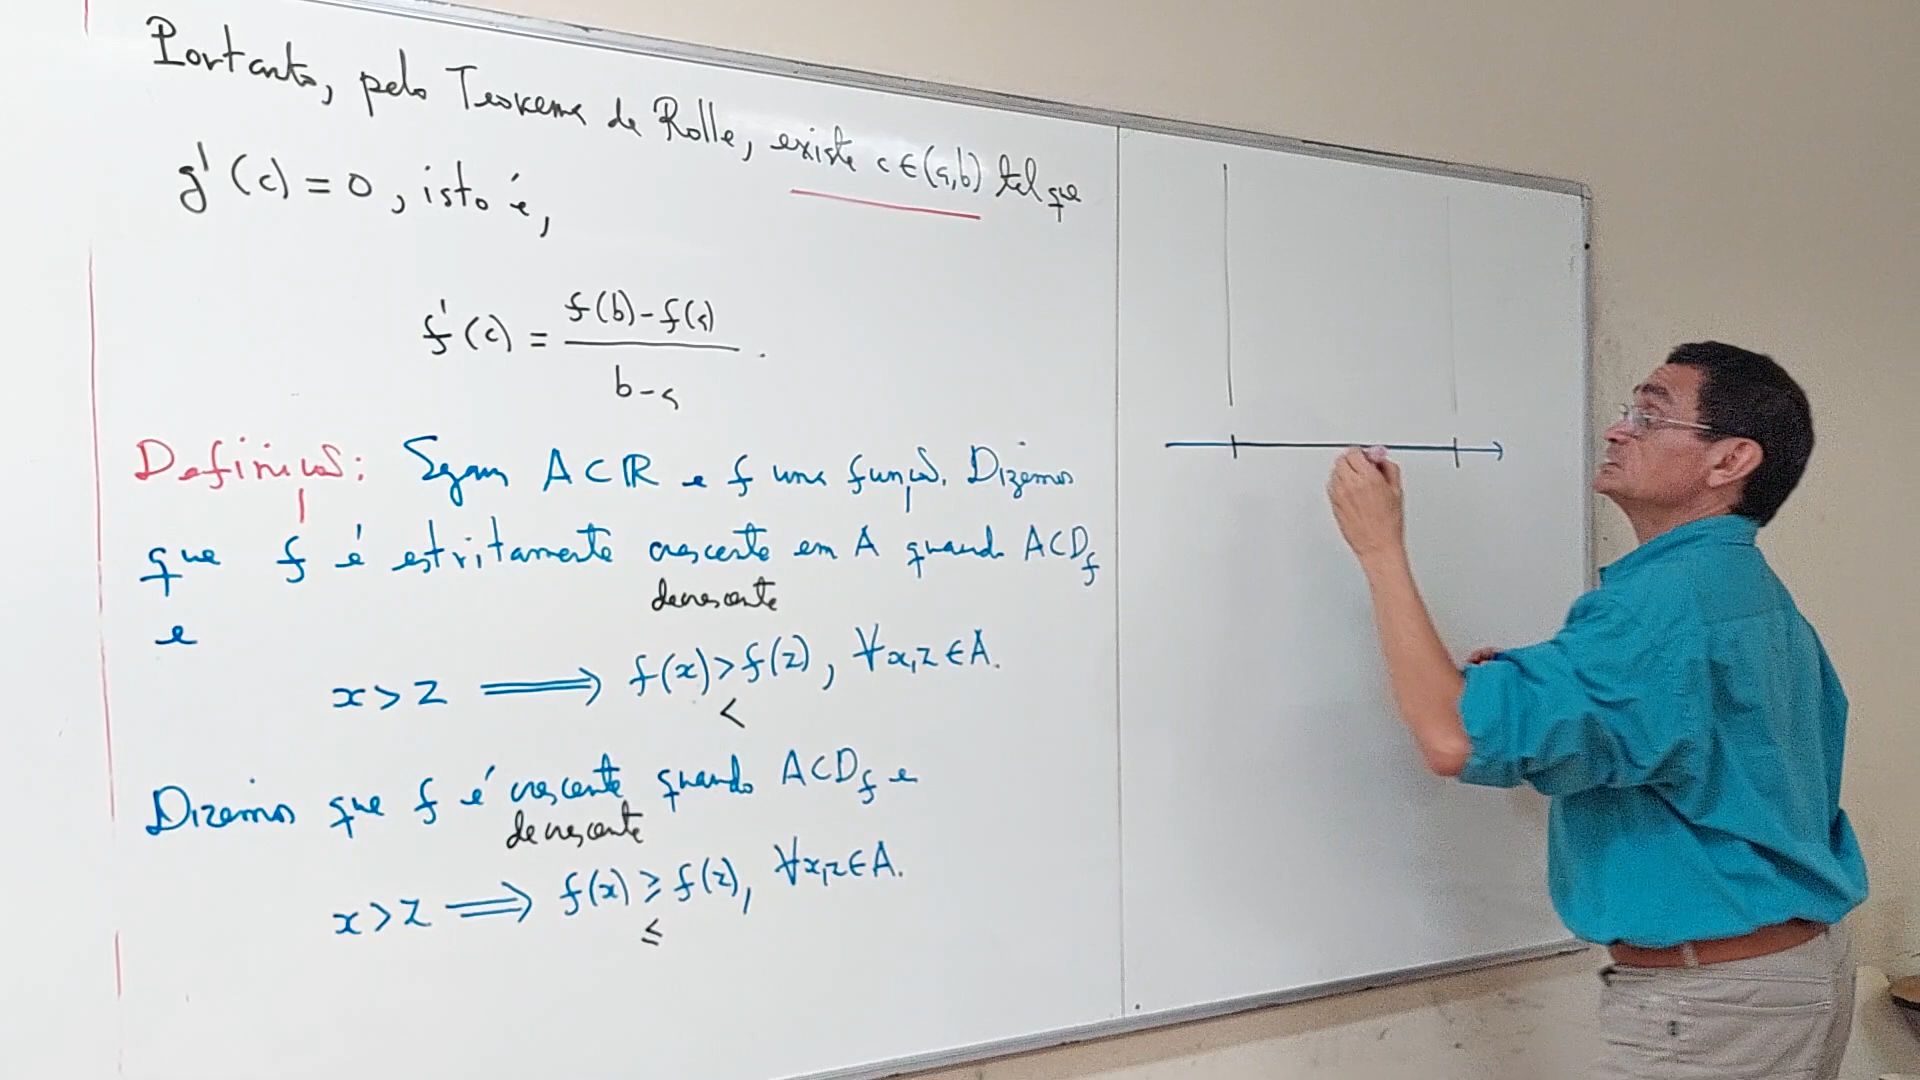 Portanto, pelo Teorema de Rolle, existe c ∈ (a,b) tal que
g'(c) = 0, isto é,
f'(c) = \frac{f(b) - f(a)}{b - a}.
Definição: Sejam A ⊂ ℝ e f uma função. Dizemos
que f é estritamente crescente em A quando A ⊂ D_f
decrescente
e
x > z ⟹ f(x) > f(z), ∀x,z ∈ A.
<
Dizemos que f é crescente quando A ⊂ D_f e
decrescente
x > z ⟹ f(x) ≥ f(z), ∀x,z ∈ A.
≤